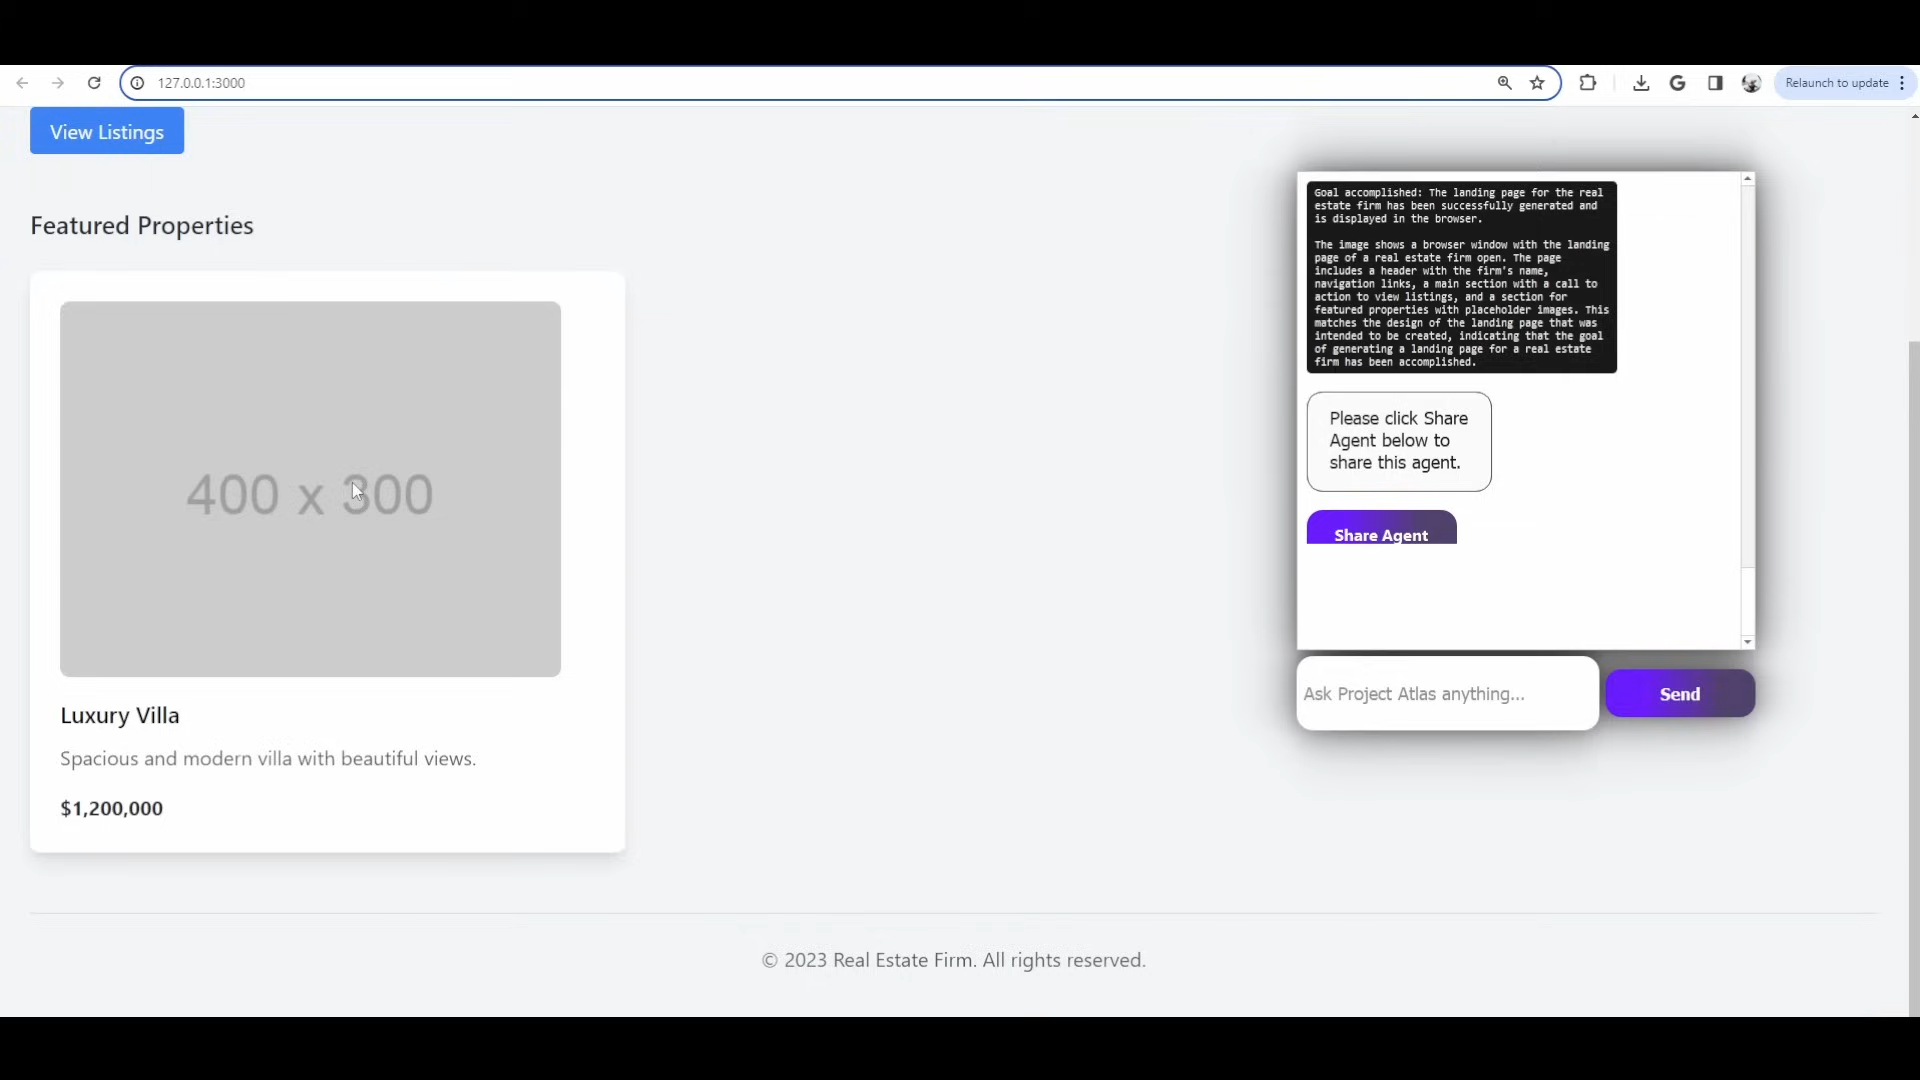 127.0.0.1:3000
Relaunch to update
View Listings
Featured Properties
400 x 300
Luxury Villa
Spacious and modern villa with beautiful views.
$1,200,000
© 2023 Real Estate Firm. All rights reserved.
Goal accomplished: The landing page for the real
estate firm has been successfully generated and
is displayed in the browser.
The image shows a browser window with the landing
page of a real estate firm open. The page
includes a header with the firm's name,
navigation links, a main section with a call to
action to view listings, and a section for
featured properties with placeholder images. This
matches the design of the landing page that was
intended to be created, indicating that the goal
of generating a landing page for a real estate
firm has been accomplished.
Please click Share
Agent below to
share this agent.
Share Agent
Ask Project Atlas anything...
Send